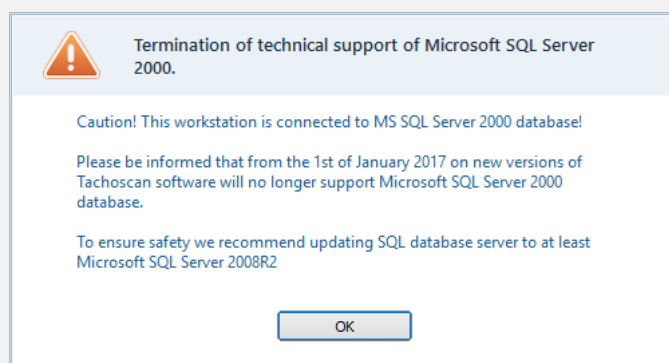 Termination of technical support of Microsoft SQL Server
2000.
Caution! This workstation is connected to MS SQL Server 2000 database!
Please be informed that from the 1st of January 2017 on new versions of
Tachoscan software will no longer support Microsoft SQL Server 2000
database.
To ensure safety we recommend updating SQL database server to at least
Microsoft SQL Server 2008R2
OK